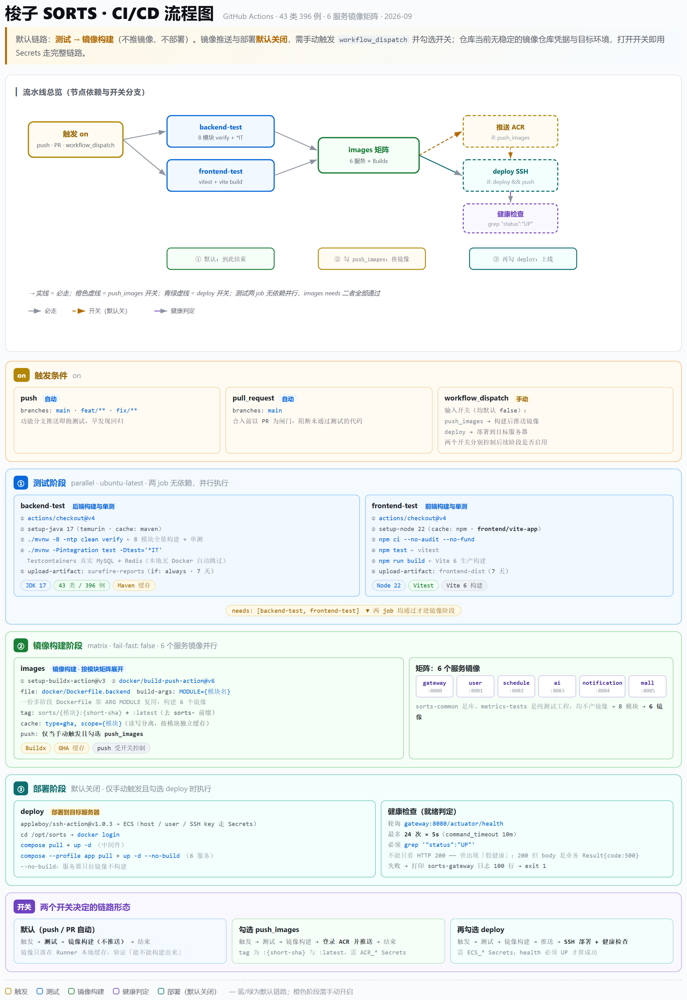 梭子 SORTS · CI/CD 流程图
GitHub Actions · 43 类 396 例 · 6 服务镜像矩阵 · 2026-09
默认链路：测试 → 镜像构建（不推镜像、不部署）。镜像推送与部署默认关闭，需手动触发 workflow_dispatch 并勾选开关；仓库当前无稳定的镜像仓库凭据与目标环境，打开开关即用
Secrets 走完整链路。
流水线总览（节点依赖与开关分支）
触发 on
push · PR · workflow_dispatch
backend-test
8 模块 verify + *IT
frontend-test
vitest + vite build
images 矩阵
6 服务 × Buildx
推送 ACR
if: push_images
deploy SSH
if: deploy && push
健康检查
grep "status":"UP"
① 默认：到此结束
② 勾 push_images：推镜像
③ 再勾 deploy：上线
⇢ 实线 = 必走；橙色虚线 = push_images 开关；青绿虚线 = deploy 开关；测试两 job 无依赖并行，images needs 二者全部通过
必走
开关（默认关）
健康判定
on 触发条件 on
push 自动
branches: main · feat/** · fix/**
功能分支推送即跑测试，早发现回归
pull_request 自动
branches: main
合入前以 PR 为闸门，阻断未通过测试的代码
workflow_dispatch 手动
输入开关（均默认 false）：
push_images → 构建后推送镜像
deploy → 部署到目标服务器
两个开关分别控制后续阶段是否启用
① 测试阶段 parallel · ubuntu-latest · 两 job 无依赖，并行执行
backend-test 后端构建与单测
① actions/checkout@v4
② setup-java 17（temurin · cache: maven）
③ ./mvnw -B -ntp clean verify ← 8 模块全量构建 + 单测
④ ./mvnw -Pintegration test -Dtest='*IT'
Testcontainers 真实 MySQL + Redis（本地无 Docker 自动跳过）
⑤ upload-artifact: surefire-reports（if: always · 7 天）
JDK 17
43 类 / 396 例
Maven 缓存
frontend-test 前端构建与单测
① actions/checkout@v4
② setup-node 22（cache: npm · frontend/vite-app）
③ npm ci --no-audit --no-fund
④ npm test ← vitest
⑤ npm run build ← Vite 6 生产构建
⑥ upload-artifact: frontend-dist（7 天）
Node 22
Vitest
Vite 6 构建
needs: [backend-test, frontend-test] ▼ 两 job 均通过才进镜像阶段
② 镜像构建阶段 matrix · fail-fast: false · 6 个服务镜像并行
images 镜像构建 · 按模块矩阵展开
① setup-buildx-action@v3 ② docker/build-push-action@v6
file: docker/Dockerfile.backend build-args: MODULE={模块名}
一份多阶段 Dockerfile 靠 ARG MODULE 复用，构建 6 个镜像
tag: sorts/{模块}:{short-sha} + :latest（去 sorts- 前缀）
cache: type=gha, scope={模块}（读写分离，按模块独立缓存）
push: 仅当手动触发且勾选 push_images
Buildx
GHA 缓存
push 受开关控制
矩阵：6 个服务镜像
gateway
:8080
user
:8081
schedule
:8082
ai
:8083
notification
:8084
mall
:8085
sorts-common 是库、metrics-tests 是纯测试工程，均不产镜像 → 8 模块 → 6 镜
像
③ 部署阶段 默认关闭 · 仅手动触发且勾选 deploy 时执行
deploy 部署到目标服务器
appleboy/ssh-action@v1.0.3 → ECS（host / user / SSH key 走 Secrets）
cd /opt/sorts → docker login
compose pull + up -d （中间件）
compose --profile app pull + up -d --no-build （6 服务）
--no-build：服务器只拉镜像不构建
健康检查（就绪判定）
轮询 gateway:8080/actuator/health
最多 24 次 × 5s（command_timeout 10m）
必须 grep '"status":"UP"'
不能只看 HTTP 200 —— 曾出现「假健康」：200 但 body 是业务 Result{code:500}
失败 → 打印 sorts-gateway 日志 100 行 → exit 1
开关 两个开关决定的链路形态
默认（push / PR 自动）
触发 → 测试 → 镜像构建（不推送） → 结束
镜像只落在 Runner 本地缓存，验证「能不能构建出来」
勾选 push_images
触发 → 测试 → 镜像构建 → 登录 ACR 并推送 → 结束
tag 为 :{short-sha} 与 :latest，需 ACR_* Secrets
再勾选 deploy
触发 → 测试 → 镜像构建 → 推送 → SSH 部署 + 健康检查
需 ECS_* Secrets；health 必须 UP 才算成功
触发 测试 镜像构建 健康判定 部署（默认关闭） — 蓝/绿为默认链路；橙色阶段需手动开启